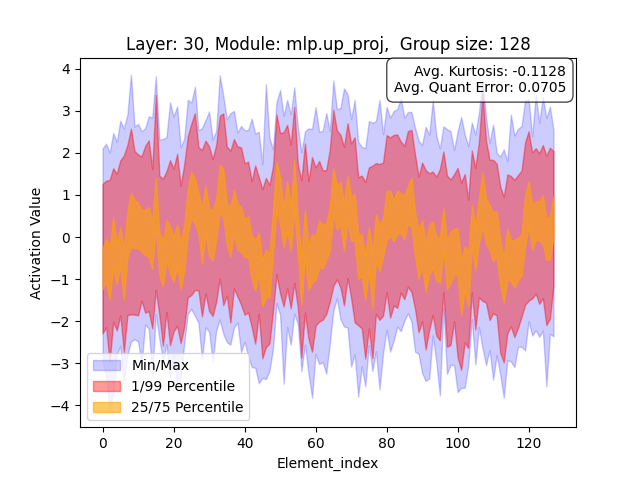 Layer: 30, Module: mlp.up_proj,  Group size: 128
Avg. Kurtosis: -0.1128
Avg. Quant Error: 0.0705
Activation Value
4
3
2
1
0
−1
−2
−3
−4
Min/Max
1/99 Percentile
25/75 Percentile
0 20 40 60 80 100 120
Element_index